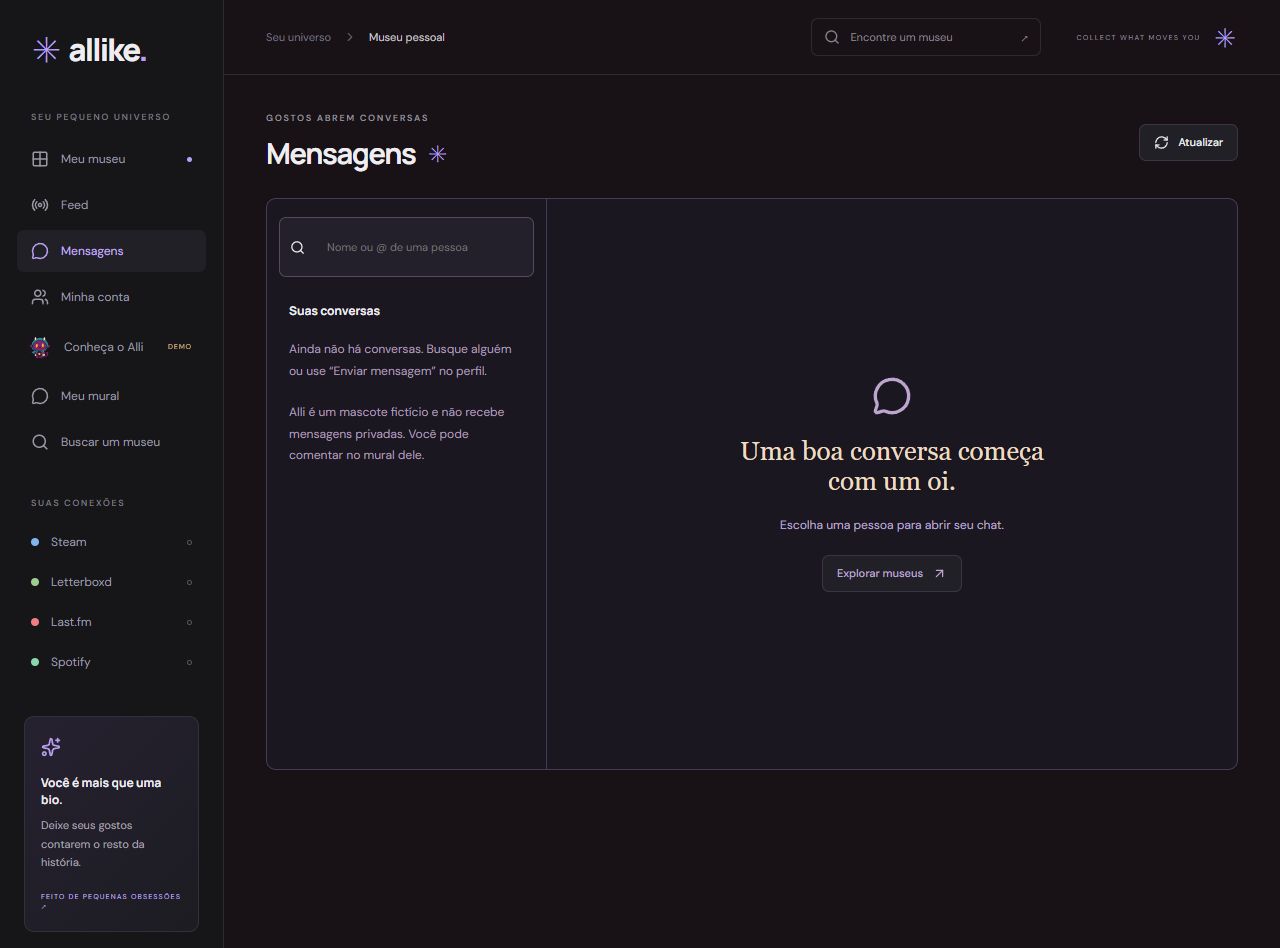 allike.
SEU PEQUENO UNIVERSO
Meu museu
Feed
Mensagens
Minha conta
Conheça o Alli DEMO
Meu mural
Buscar um museu
SUAS CONEXÕES
Steam
Letterboxd
Last.fm
Spotify
Você é mais que uma
bio.
Deixe seus gostos
contarem o resto da
história.
FEITO DE PEQUENAS OBSESSÕES
↗
Seu universo > Museu pessoal
Encontre um museu ↗
COLLECT WHAT MOVES YOU
GOSTOS ABREM CONVERSAS
Mensagens
Atualizar
Nome ou @ de uma pessoa
Suas conversas
Ainda não há conversas. Busque alguém
ou use “Enviar mensagem” no perfil.
Alli é um mascote fictício e não recebe
mensagens privadas. Você pode
comentar no mural dele.
Uma boa conversa começa
com um oi.
Escolha uma pessoa para abrir seu chat.
Explorar museus